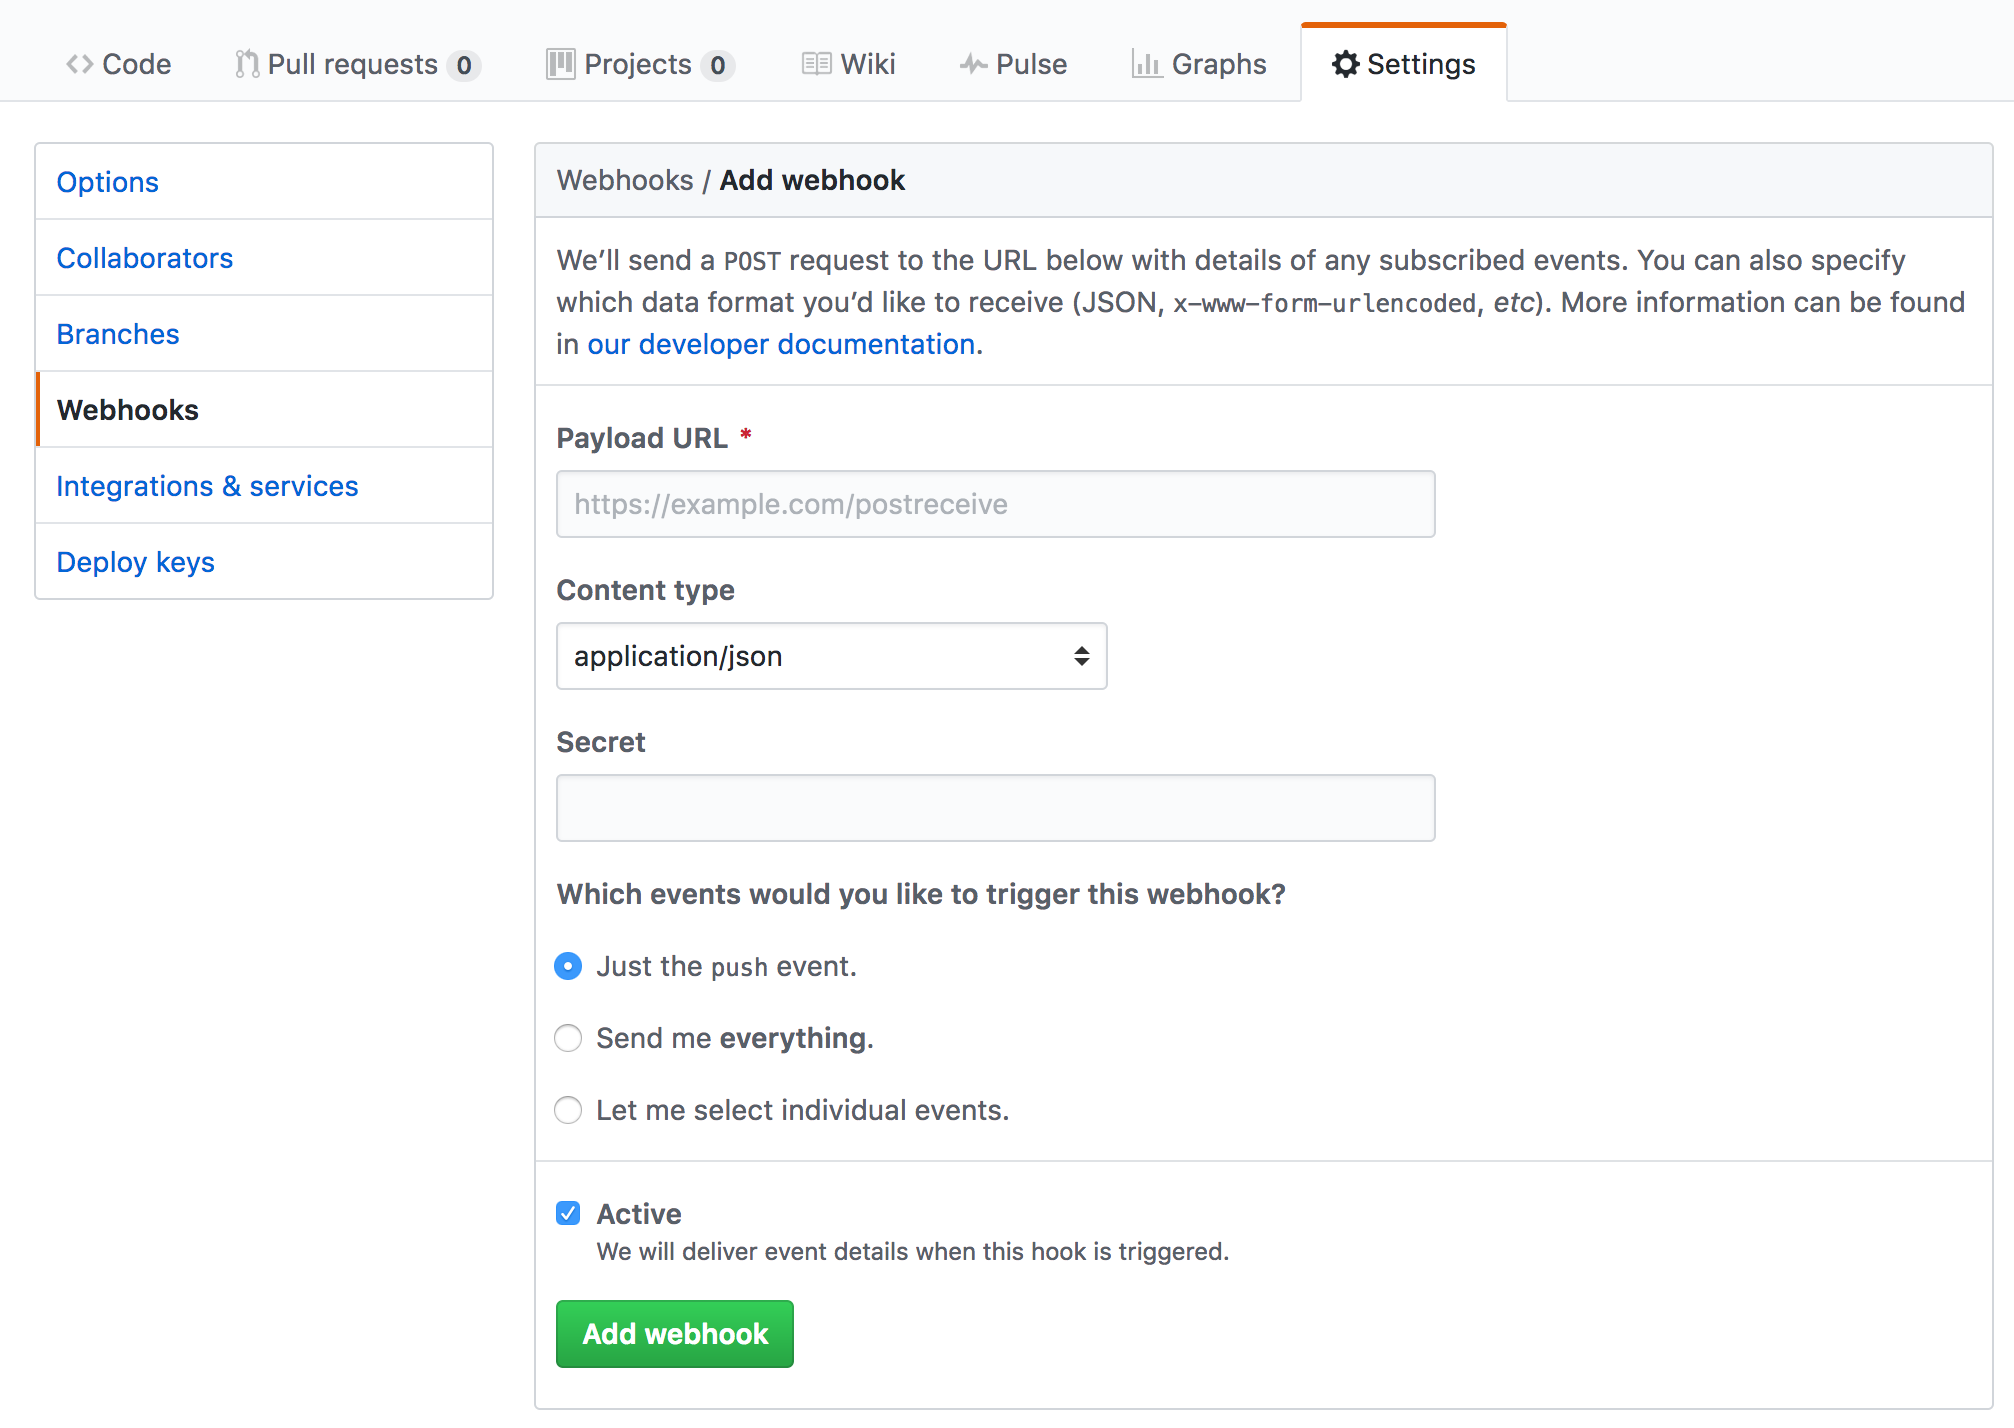 Code Pull requests 0 Projects 0 Wiki Pulse Graphs Settings
Options
Collaborators
Branches
Webhooks
Integrations & services
Deploy keys
Webhooks / Add webhook
We’ll send a POST request to the URL below with details of any subscribed events. You can also specify
which data format you’d like to receive (JSON, x-www-form-urlencoded, etc). More information can be found
in our developer documentation.
Payload URL *
https://example.com/postreceive
Content type
application/json
Secret
Which events would you like to trigger this webhook?
Just the push event.
Send me everything.
Let me select individual events.
Active
We will deliver event details when this hook is triggered.
Add webhook